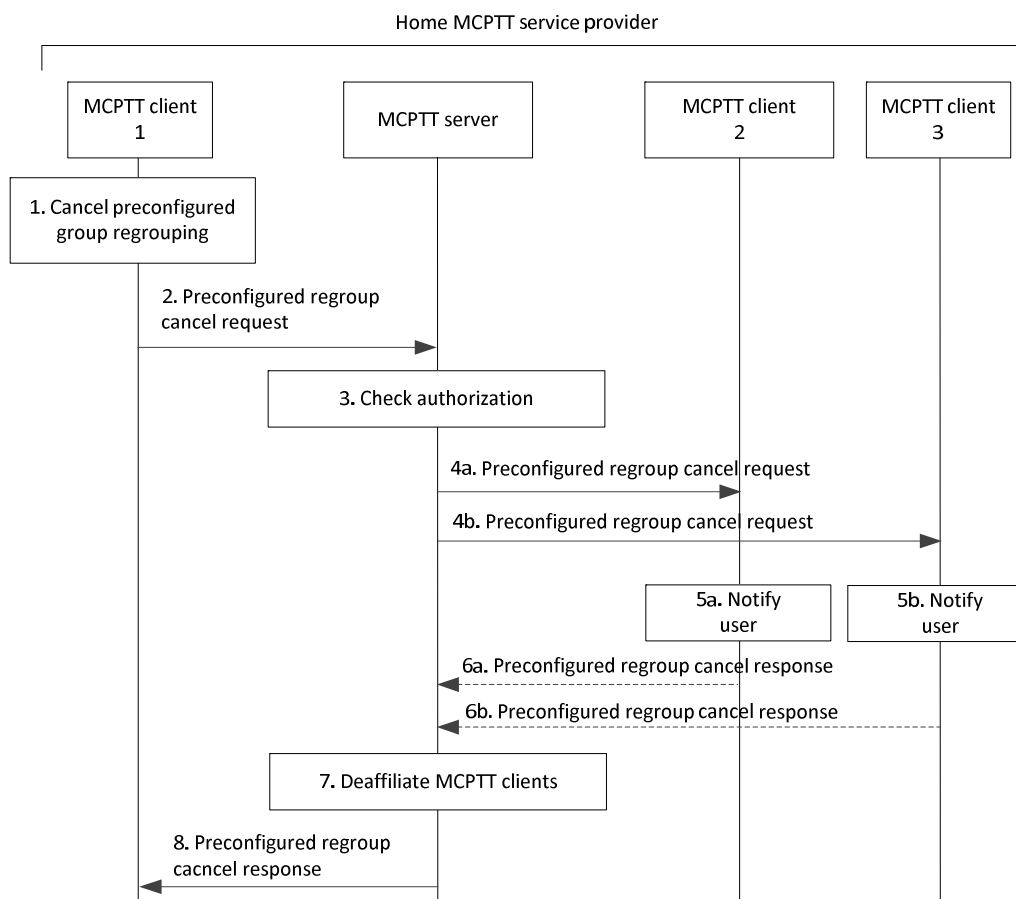 Home MCPTT service provider
MCPTT client
1
MCPTT server
MCPTT client
2
MCPTT client
3
1. Cancel preconfigured
group regrouping
2. Preconfigured regroup
cancel request
3. Check authorization
4a. Preconfigured regroup cancel request
4b. Preconfigured regroup cancel request
5a. Notify
user
5b. Notify
user
6a. Preconfigured regroup cancel response
6b. Preconfigured regroup cancel response
7. Deaffiliate MCPTT clients
8. Preconfigured regroup
cacncel response